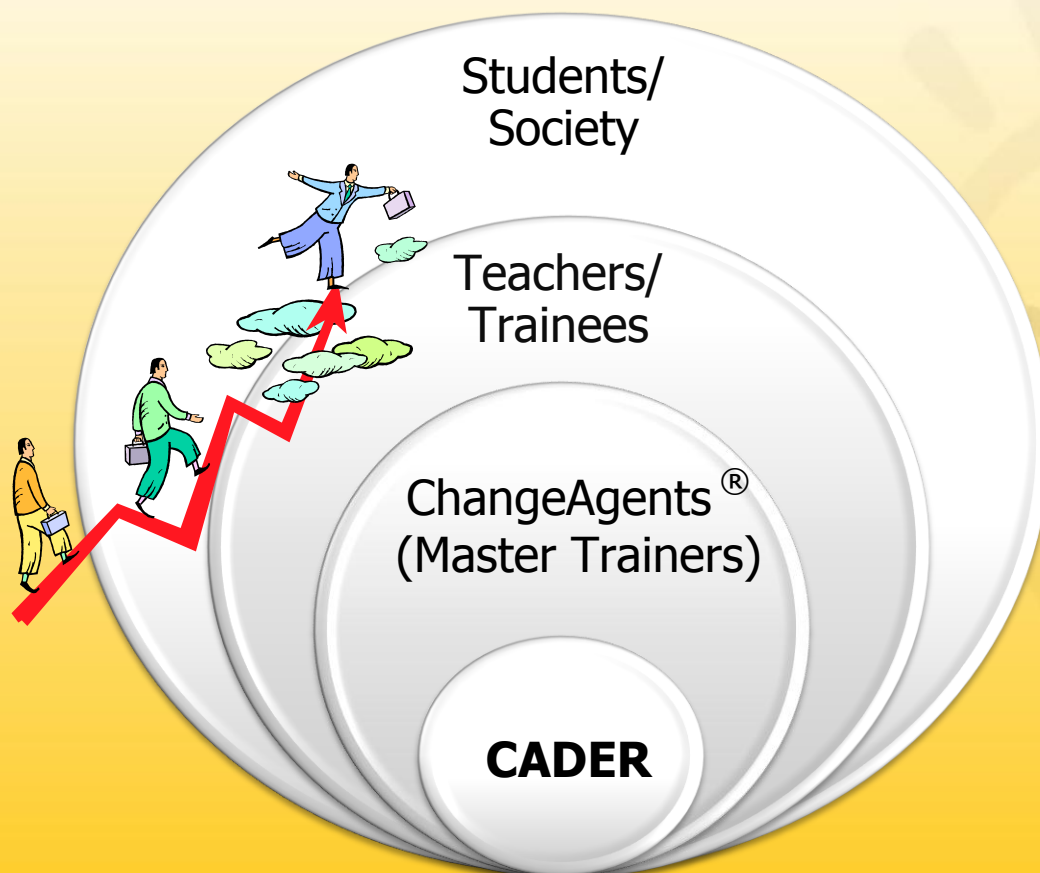 Students/
Society
Teachers/
Trainees
ChangeAgents ®
(Master Trainers)
CADER